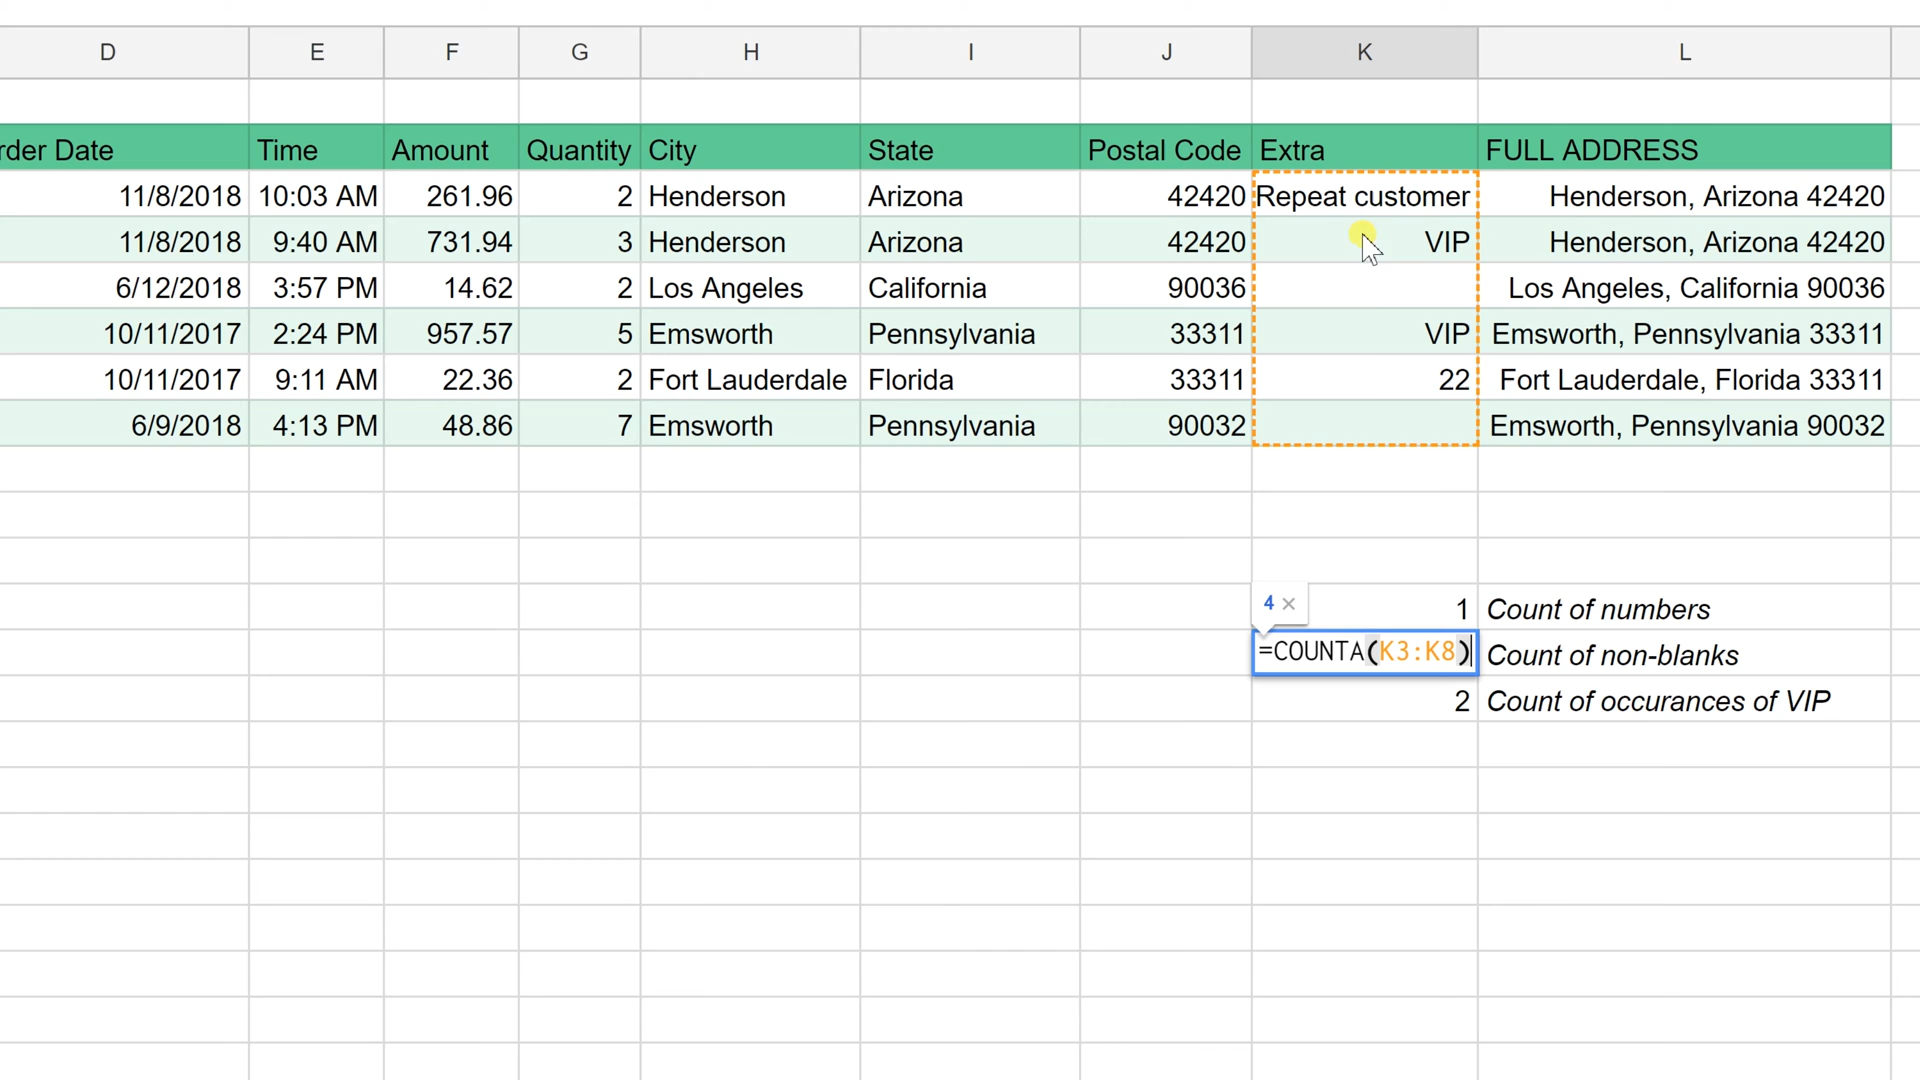 D E F G H I J K L
rder Date Time Amount Quantity City State Postal Code Extra FULL ADDRESS
11/8/2018 10:03 AM 261.96 2 Henderson Arizona 42420 Repeat customer Henderson, Arizona 42420
11/8/2018 9:40 AM 731.94 3 Henderson Arizona 42420 VIP Henderson, Arizona 42420
6/12/2018 3:57 PM 14.62 2 Los Angeles California 90036 Los Angeles, California 90036
10/11/2017 2:24 PM 957.57 5 Emsworth Pennsylvania 33311 VIP Emsworth, Pennsylvania 33311
10/11/2017 9:11 AM 22.36 2 Fort Lauderdale Florida 33311 22 Fort Lauderdale, Florida 33311
6/9/2018 4:13 PM 48.86 7 Emsworth Pennsylvania 90032 Emsworth, Pennsylvania 90032
4 × 1 Count of numbers
=COUNTA(K3:K8) Count of non-blanks
2 Count of occurances of VIP